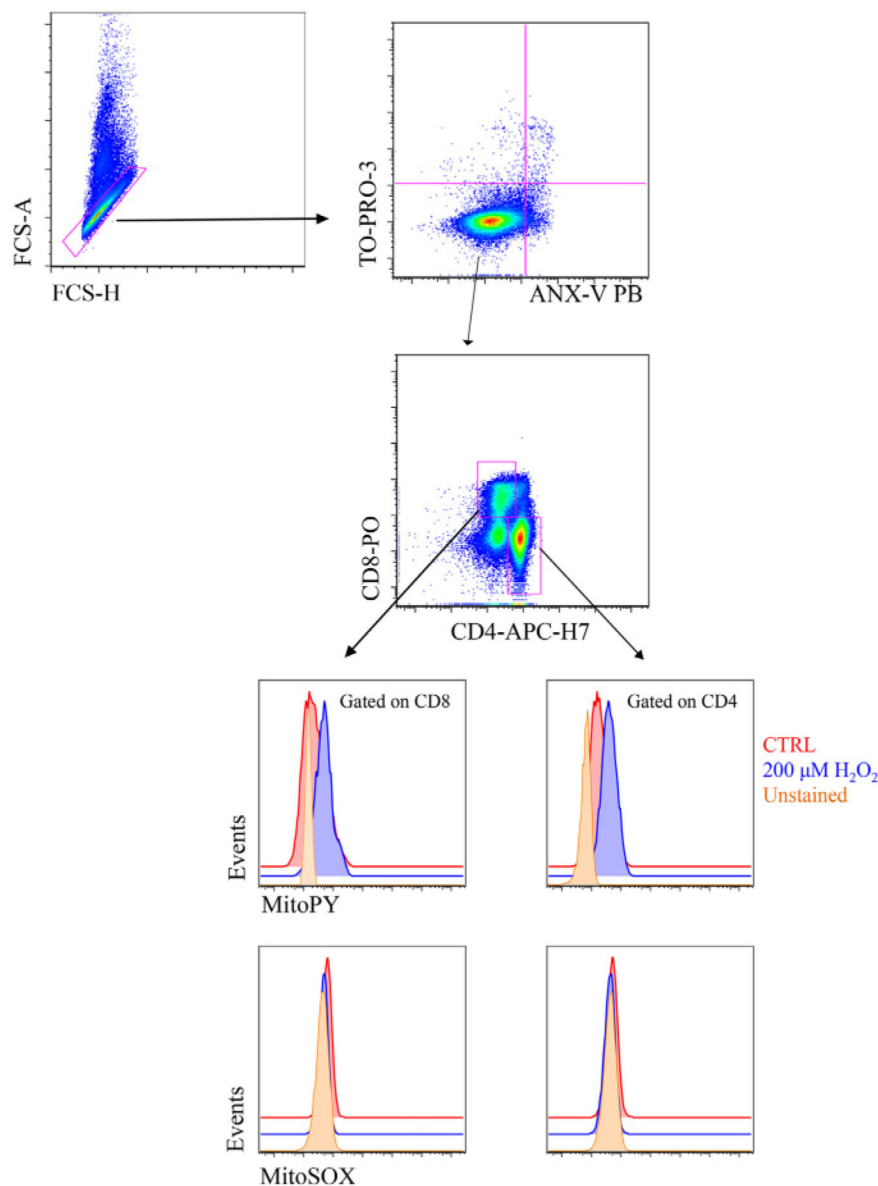 FCS-A
FCS-H
TO-PRO-3
ANX-V PB
CD8-PO
CD4-APC-H7
Gated on CD8
Gated on CD4
CTRL
200 μM H₂O₂
Unstained
Events
MitoPY
Events
MitoSOX